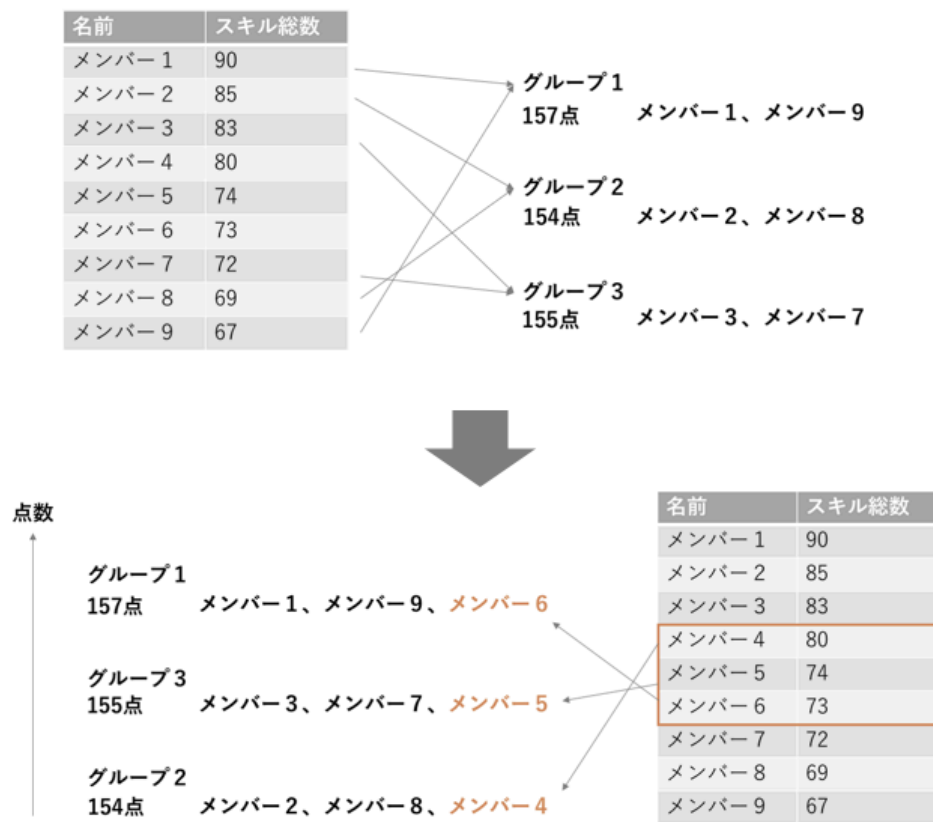 名前 スキル総数
メンバー1 90
メンバー2 85
メンバー3 83
メンバー4 80
メンバー5 74
メンバー6 73
メンバー7 72
メンバー8 69
メンバー9 67
グループ1
157点 メンバー1、メンバー9
グループ2
154点 メンバー2、メンバー8
グループ3
155点 メンバー3、メンバー7
点数
グループ1
157点 メンバー1、メンバー9、メンバー6
グループ3
155点 メンバー3、メンバー7、メンバー5
グループ2
154点 メンバー2、メンバー8、メンバー4
名前 スキル総数
メンバー1 90
メンバー2 85
メンバー3 83
メンバー4 80
メンバー5 74
メンバー6 73
メンバー7 72
メンバー8 69
メンバー9 67